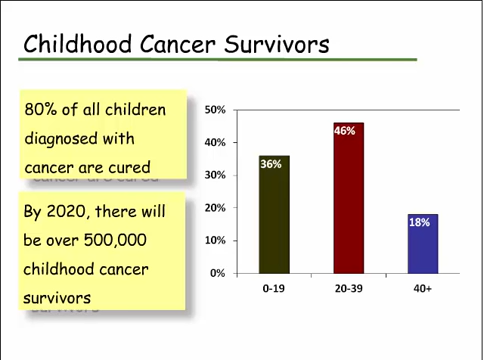 Childhood Cancer Survivors
80% of all children
diagnosed with
cancer are cured
By 2020, there will
be over 500,000
childhood cancer
survivors
50%
40%
30%
20%
10%
0%
36%
46%
18%
0-19
20-39
40+